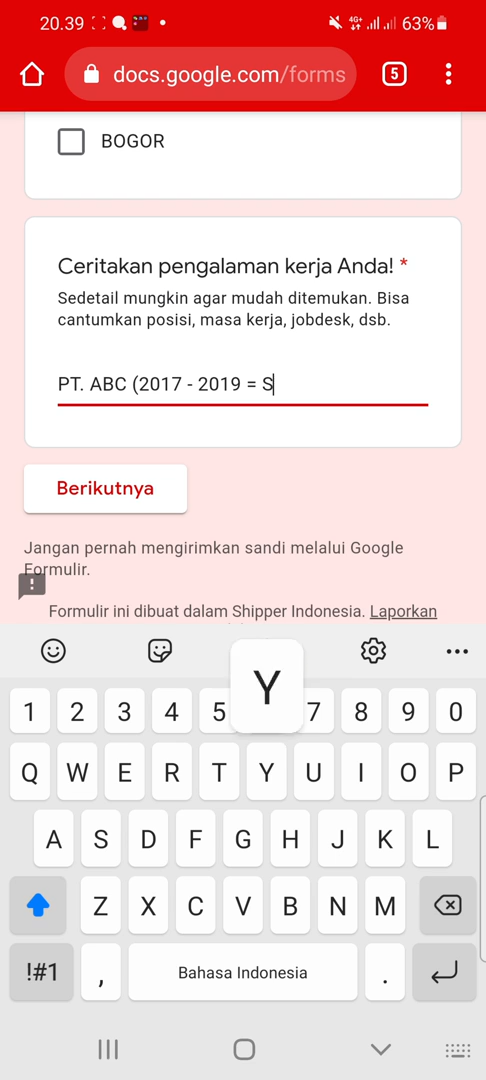 20.39 4G+ 63%
docs.google.com/forms 5
BOGOR
Ceritakan pengalaman kerja Anda! *
Sedetail mungkin agar mudah ditemukan. Bisa
cantumkan posisi, masa kerja, jobdesk, dsb.
PT. ABC (2017 - 2019 = S
Berikutnya
Jangan pernah mengirimkan sandi melalui Google
Formulir.
Formulir ini dibuat dalam Shipper Indonesia. Laporkan
Y
1 2 3 4 5 7 8 9 0
Q W E R T Y U I O P
A S D F G H J K L
Z X C V B N M
!#1 , Bahasa Indonesia .